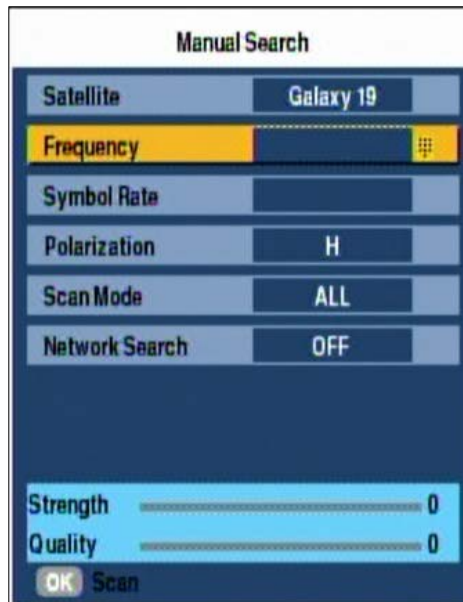 Manual Search
Satellite Galaxy 19
Frequency
Symbol Rate
Polarization H
Scan Mode ALL
Network Search OFF
Strength 0
Quality 0
OK Scan